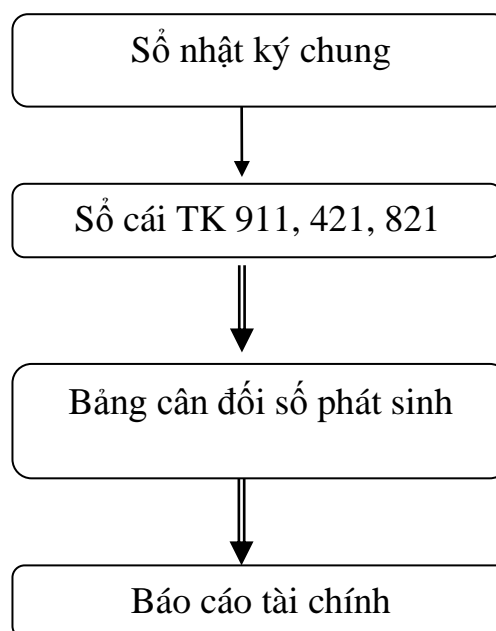 Sổ nhật ký chung
Sổ cái TK 911, 421, 821
Bảng cân đối số phát sinh
Báo cáo tài chính